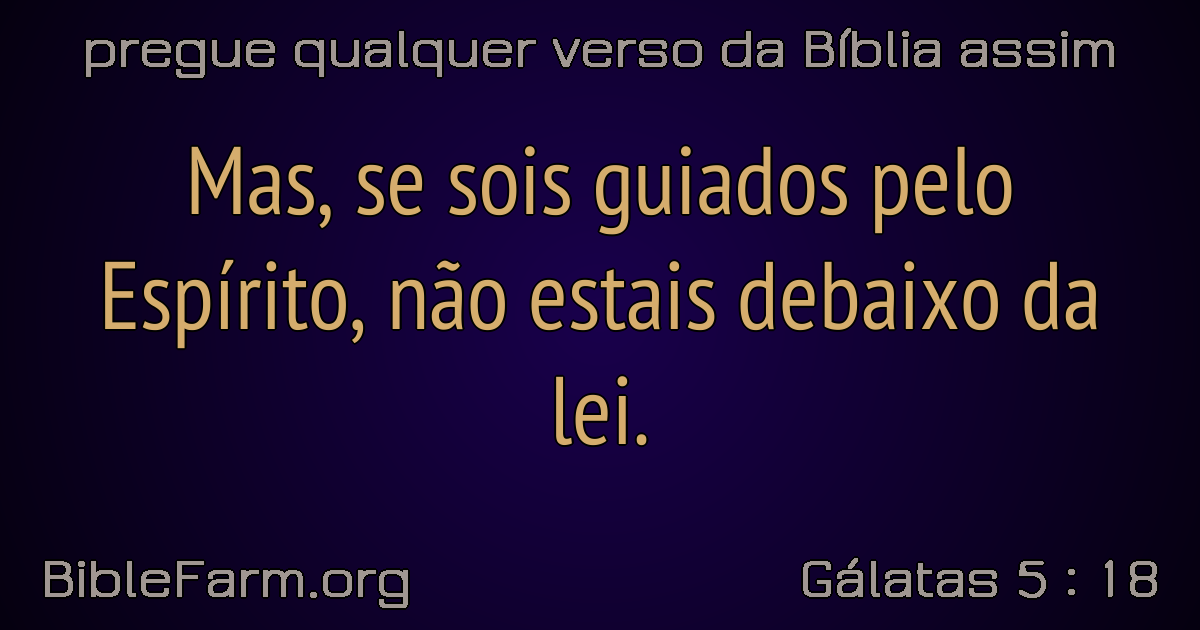 pregue qualquer verso da Bíblia assim
Mas, se sois guiados pelo
Espírito, não estais debaixo da
lei.
BibleFarm.org
Gálatas 5 : 18